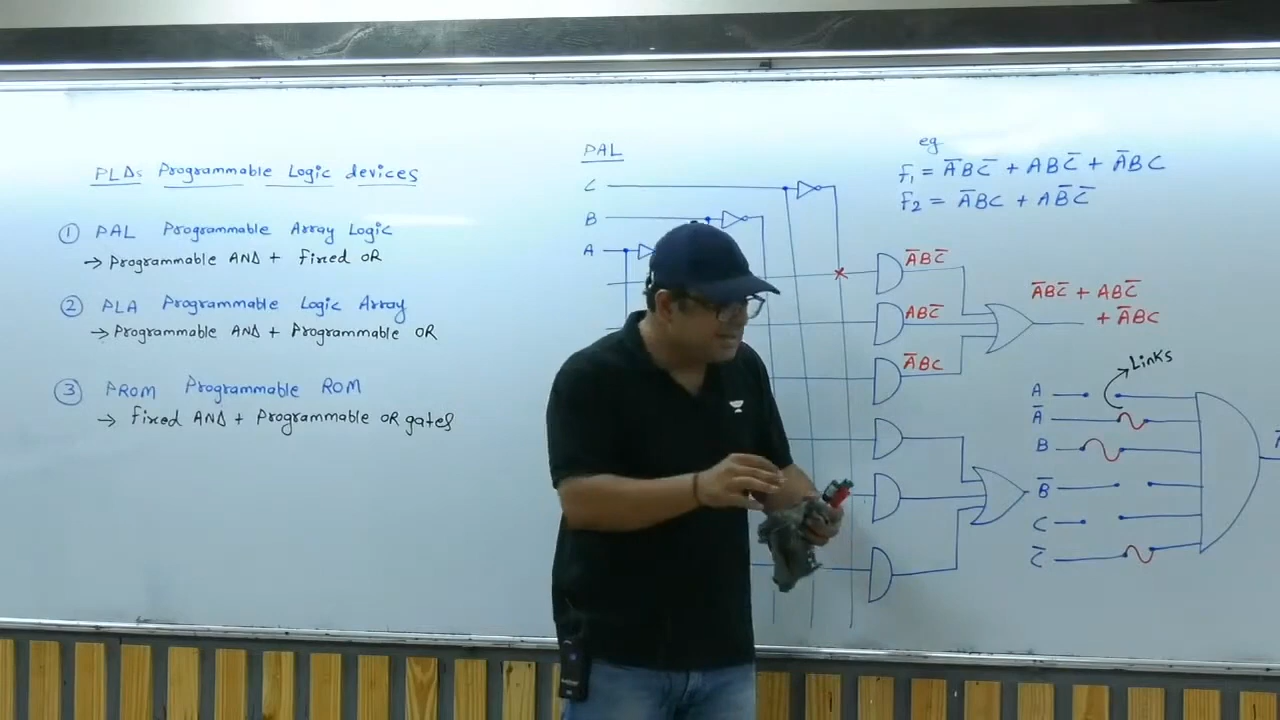 PLDs Programmable Logic devices
① PAL Programmable Array Logic
→ Programmable AND + fixed OR
② PLA Programmable Logic Array
→ Programmable AND + Programmable OR
③ PROM Programmable ROM
→ fixed AND + Programmable OR gates
PAL
C
B
A
eg
f₁ = A̅BC̅ + ABC̅ + A̅BC
f₂ = A̅BC + AB̅C̅
A̅BC̅
ABC̅
A̅BC
A̅BC̅ + ABC̅
+ A̅BC
Links
A
A̅
B
B̅
C
C̅